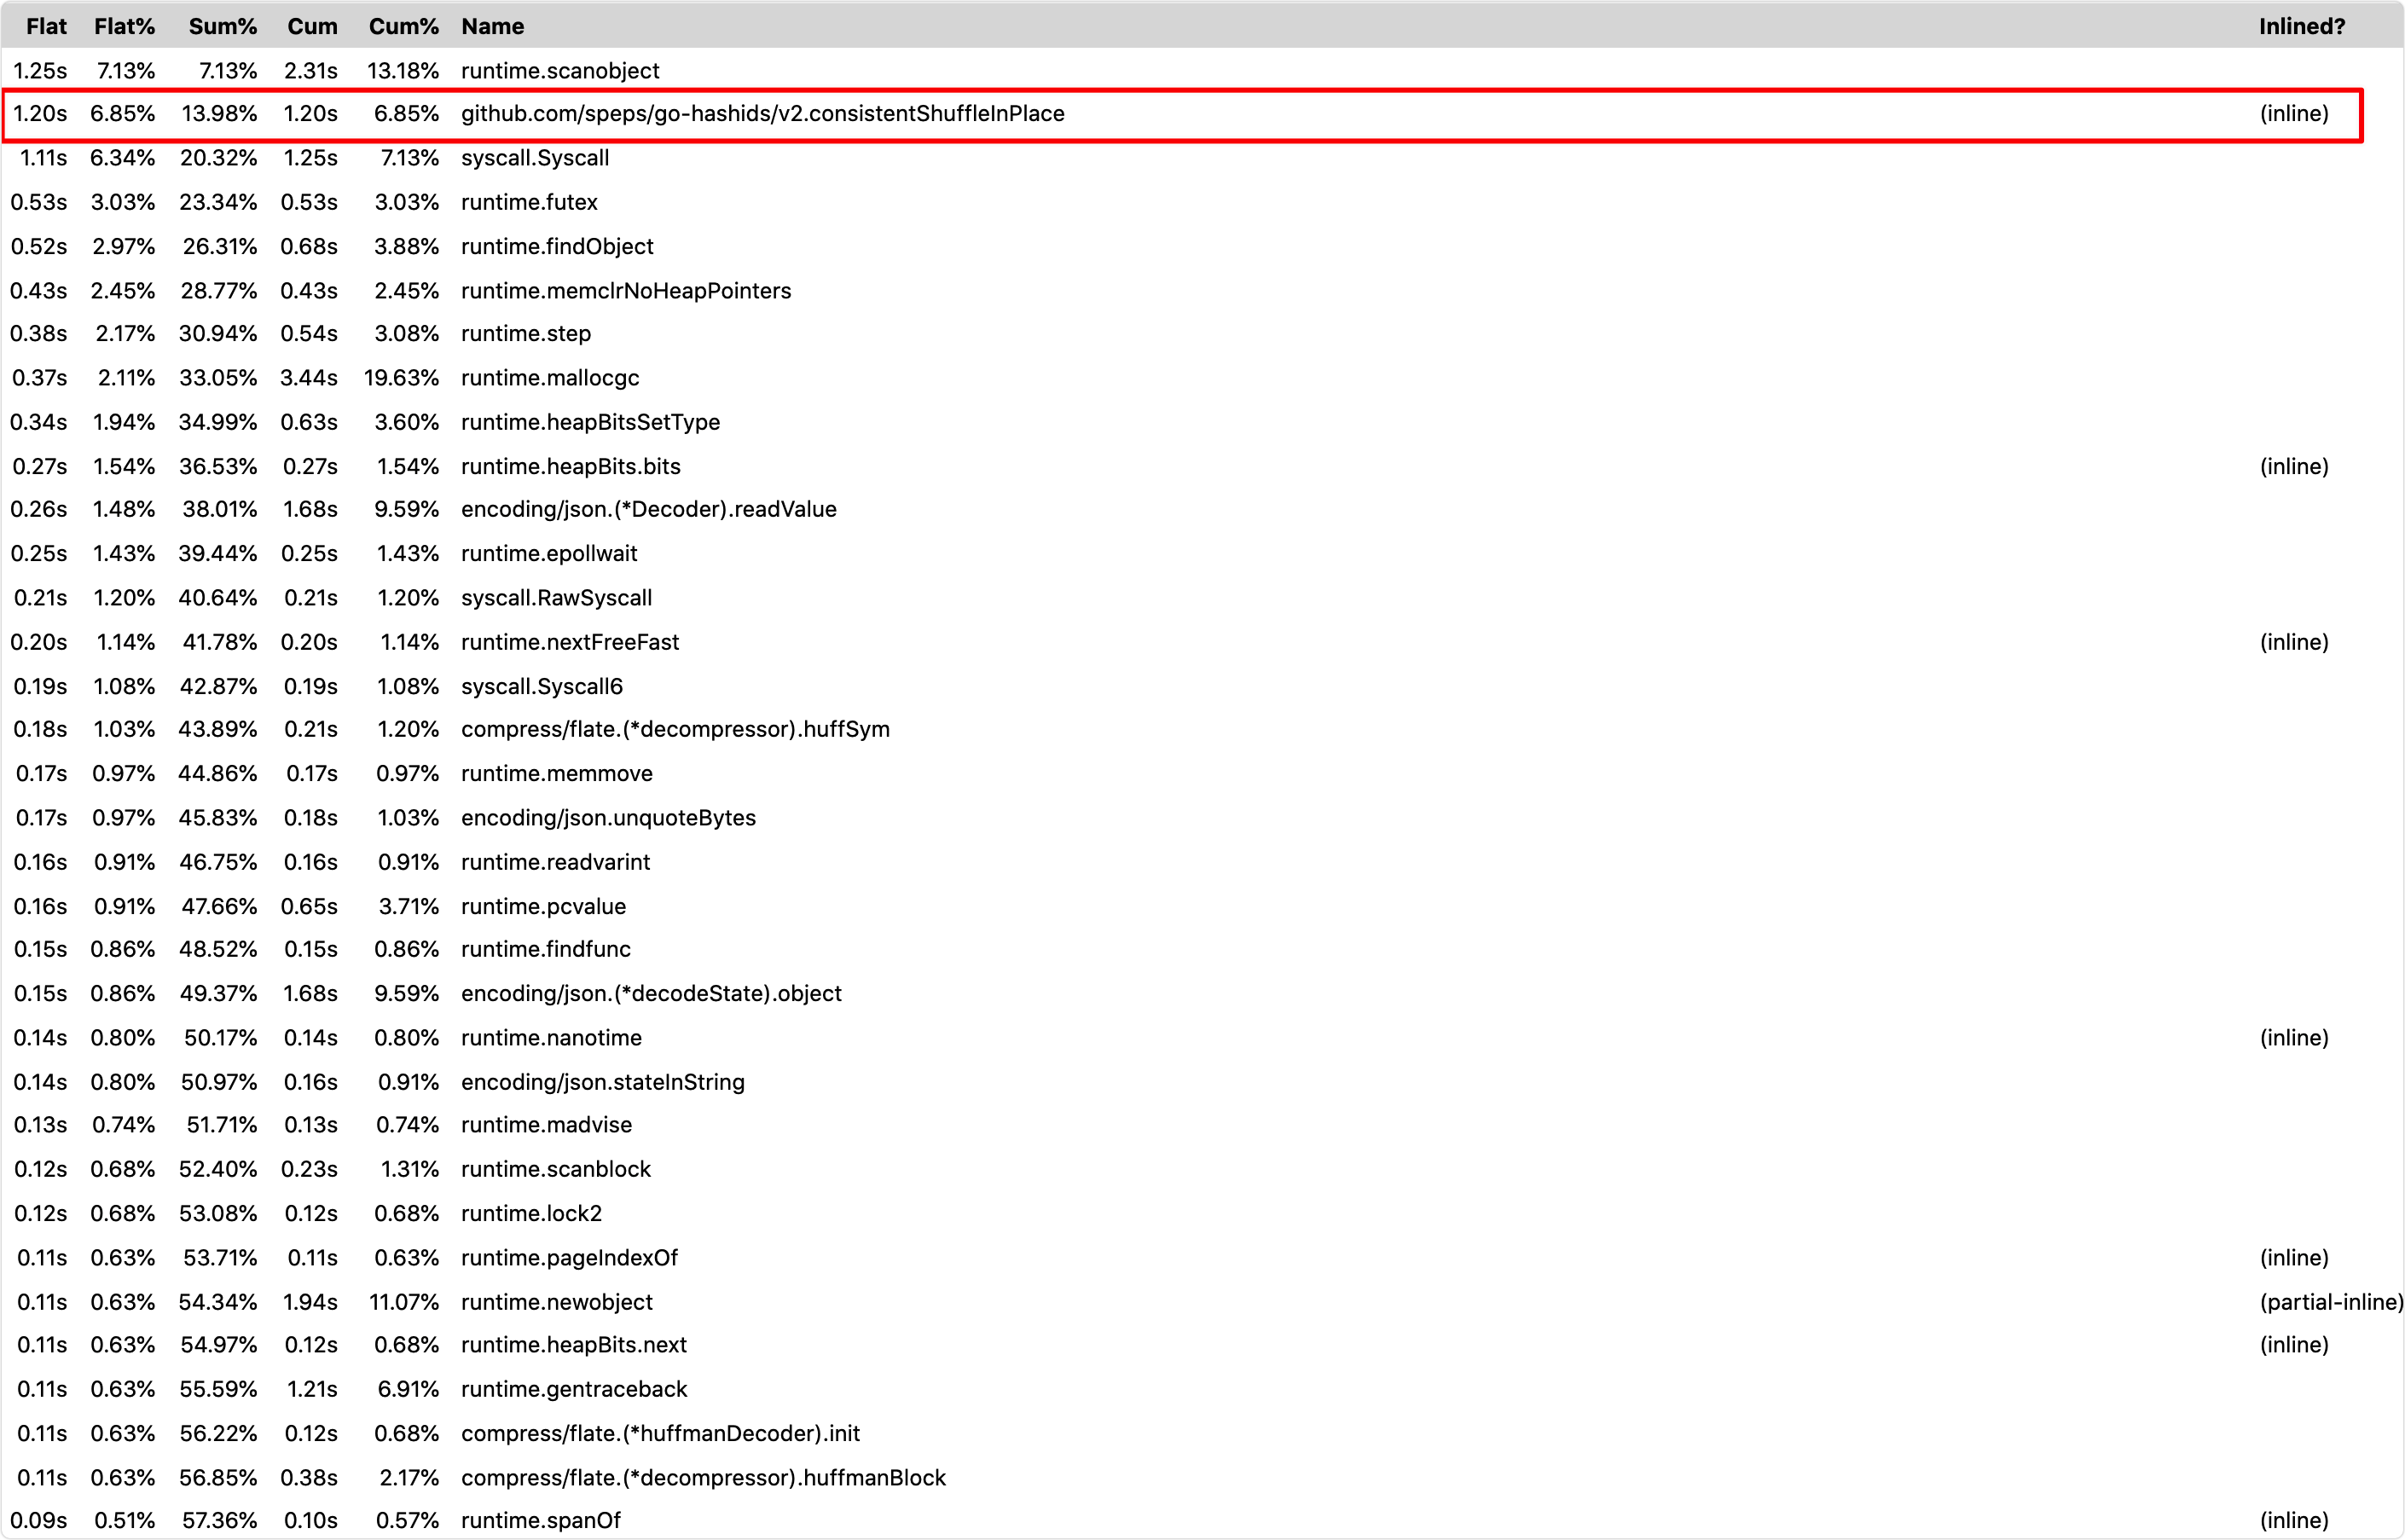 Flat Flat% Sum% Cum Cum% Name Inlined?
1.25s 7.13% 7.13% 2.31s 13.18% runtime.scanobject
1.20s 6.85% 13.98% 1.20s 6.85% github.com/speps/go-hashids/v2.consistentShuffleInPlace (inline)
1.11s 6.34% 20.32% 1.25s 7.13% syscall.Syscall
0.53s 3.03% 23.34% 0.53s 3.03% runtime.futex
0.52s 2.97% 26.31% 0.68s 3.88% runtime.findObject
0.43s 2.45% 28.77% 0.43s 2.45% runtime.memclrNoHeapPointers
0.38s 2.17% 30.94% 0.54s 3.08% runtime.step
0.37s 2.11% 33.05% 3.44s 19.63% runtime.mallocgc
0.34s 1.94% 34.99% 0.63s 3.60% runtime.heapBitsSetType
0.27s 1.54% 36.53% 0.27s 1.54% runtime.heapBits.bits (inline)
0.26s 1.48% 38.01% 1.68s 9.59% encoding/json.(*Decoder).readValue
0.25s 1.43% 39.44% 0.25s 1.43% runtime.epollwait
0.21s 1.20% 40.64% 0.21s 1.20% syscall.RawSyscall
0.20s 1.14% 41.78% 0.20s 1.14% runtime.nextFreeFast (inline)
0.19s 1.08% 42.87% 0.19s 1.08% syscall.Syscall6
0.18s 1.03% 43.89% 0.21s 1.20% compress/flate.(*decompressor).huffSym
0.17s 0.97% 44.86% 0.17s 0.97% runtime.memmove
0.17s 0.97% 45.83% 0.18s 1.03% encoding/json.unquoteBytes
0.16s 0.91% 46.75% 0.16s 0.91% runtime.readvarint
0.16s 0.91% 47.66% 0.65s 3.71% runtime.pcvalue
0.15s 0.86% 48.52% 0.15s 0.86% runtime.findfunc
0.15s 0.86% 49.37% 1.68s 9.59% encoding/json.(*decodeState).object
0.14s 0.80% 50.17% 0.14s 0.80% runtime.nanotime (inline)
0.14s 0.80% 50.97% 0.16s 0.91% encoding/json.stateInString
0.13s 0.74% 51.71% 0.13s 0.74% runtime.madvise
0.12s 0.68% 52.40% 0.23s 1.31% runtime.scanblock
0.12s 0.68% 53.08% 0.12s 0.68% runtime.lock2
0.11s 0.63% 53.71% 0.11s 0.63% runtime.pageIndexOf (inline)
0.11s 0.63% 54.34% 1.94s 11.07% runtime.newobject (partial-inline)
0.11s 0.63% 54.97% 0.12s 0.68% runtime.heapBits.next (inline)
0.11s 0.63% 55.59% 1.21s 6.91% runtime.gentraceback
0.11s 0.63% 56.22% 0.12s 0.68% compress/flate.(*huffmanDecoder).init
0.11s 0.63% 56.85% 0.38s 2.17% compress/flate.(*decompressor).huffmanBlock
0.09s 0.51% 57.36% 0.10s 0.57% runtime.spanOf (inline)